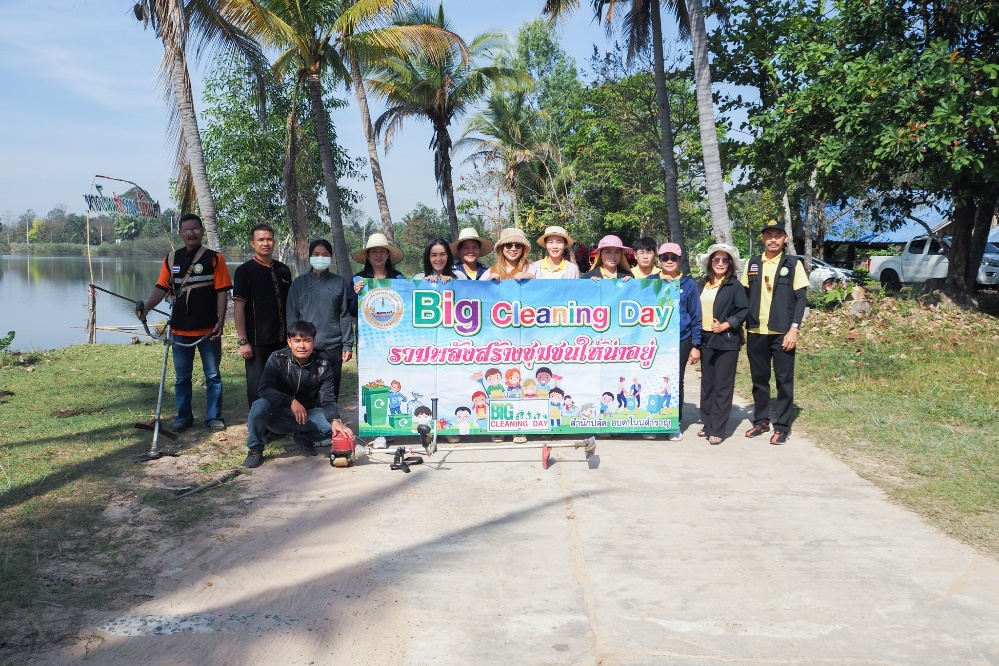 Big Cleaning Day
รวมพลังสร้างชุมชนให้น่าอยู่
BIG
CLEANING DAY
สำนักปลัด อบต.โนนสำราญ